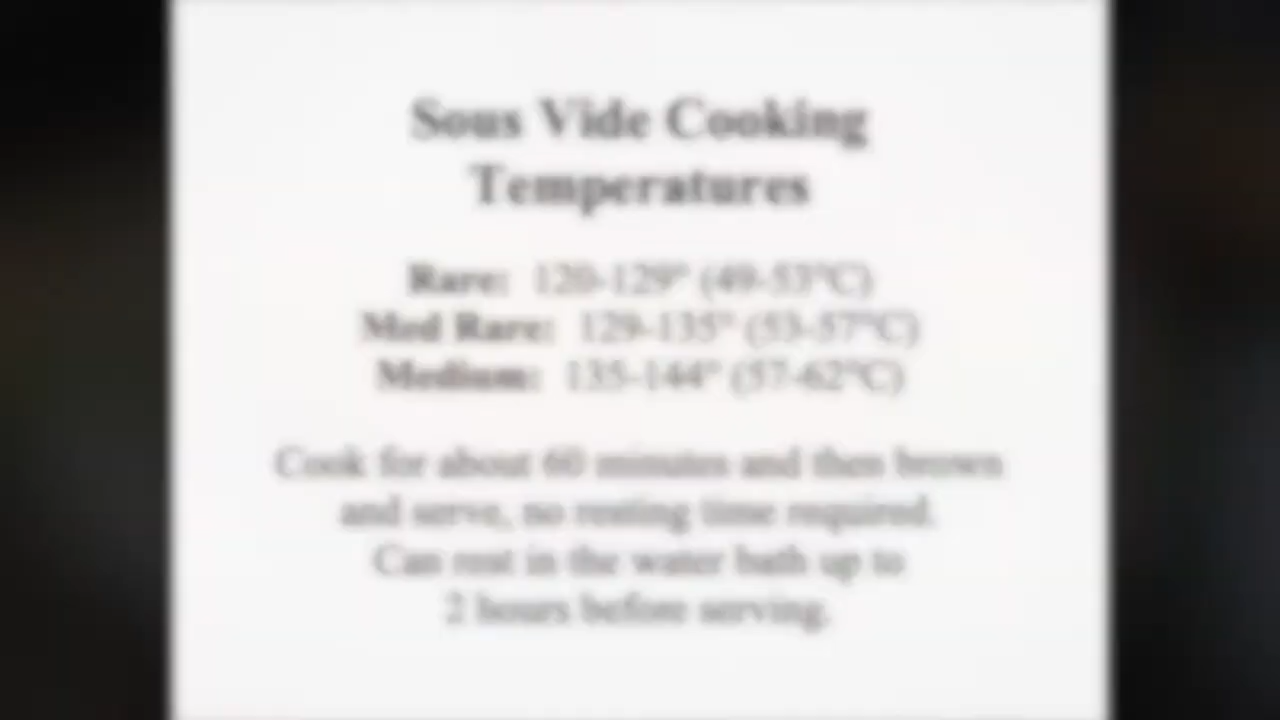 Sous Vide Cooking
Temperatures
Rare: 120-129° (49-53°C)
Med Rare: 129-135° (53-57°C)
Medium: 135-144° (57-62°C)
Cook for about 60 minutes and then brown
and serve, no resting time required.
Can rest in the water bath up to
2 hours before serving.